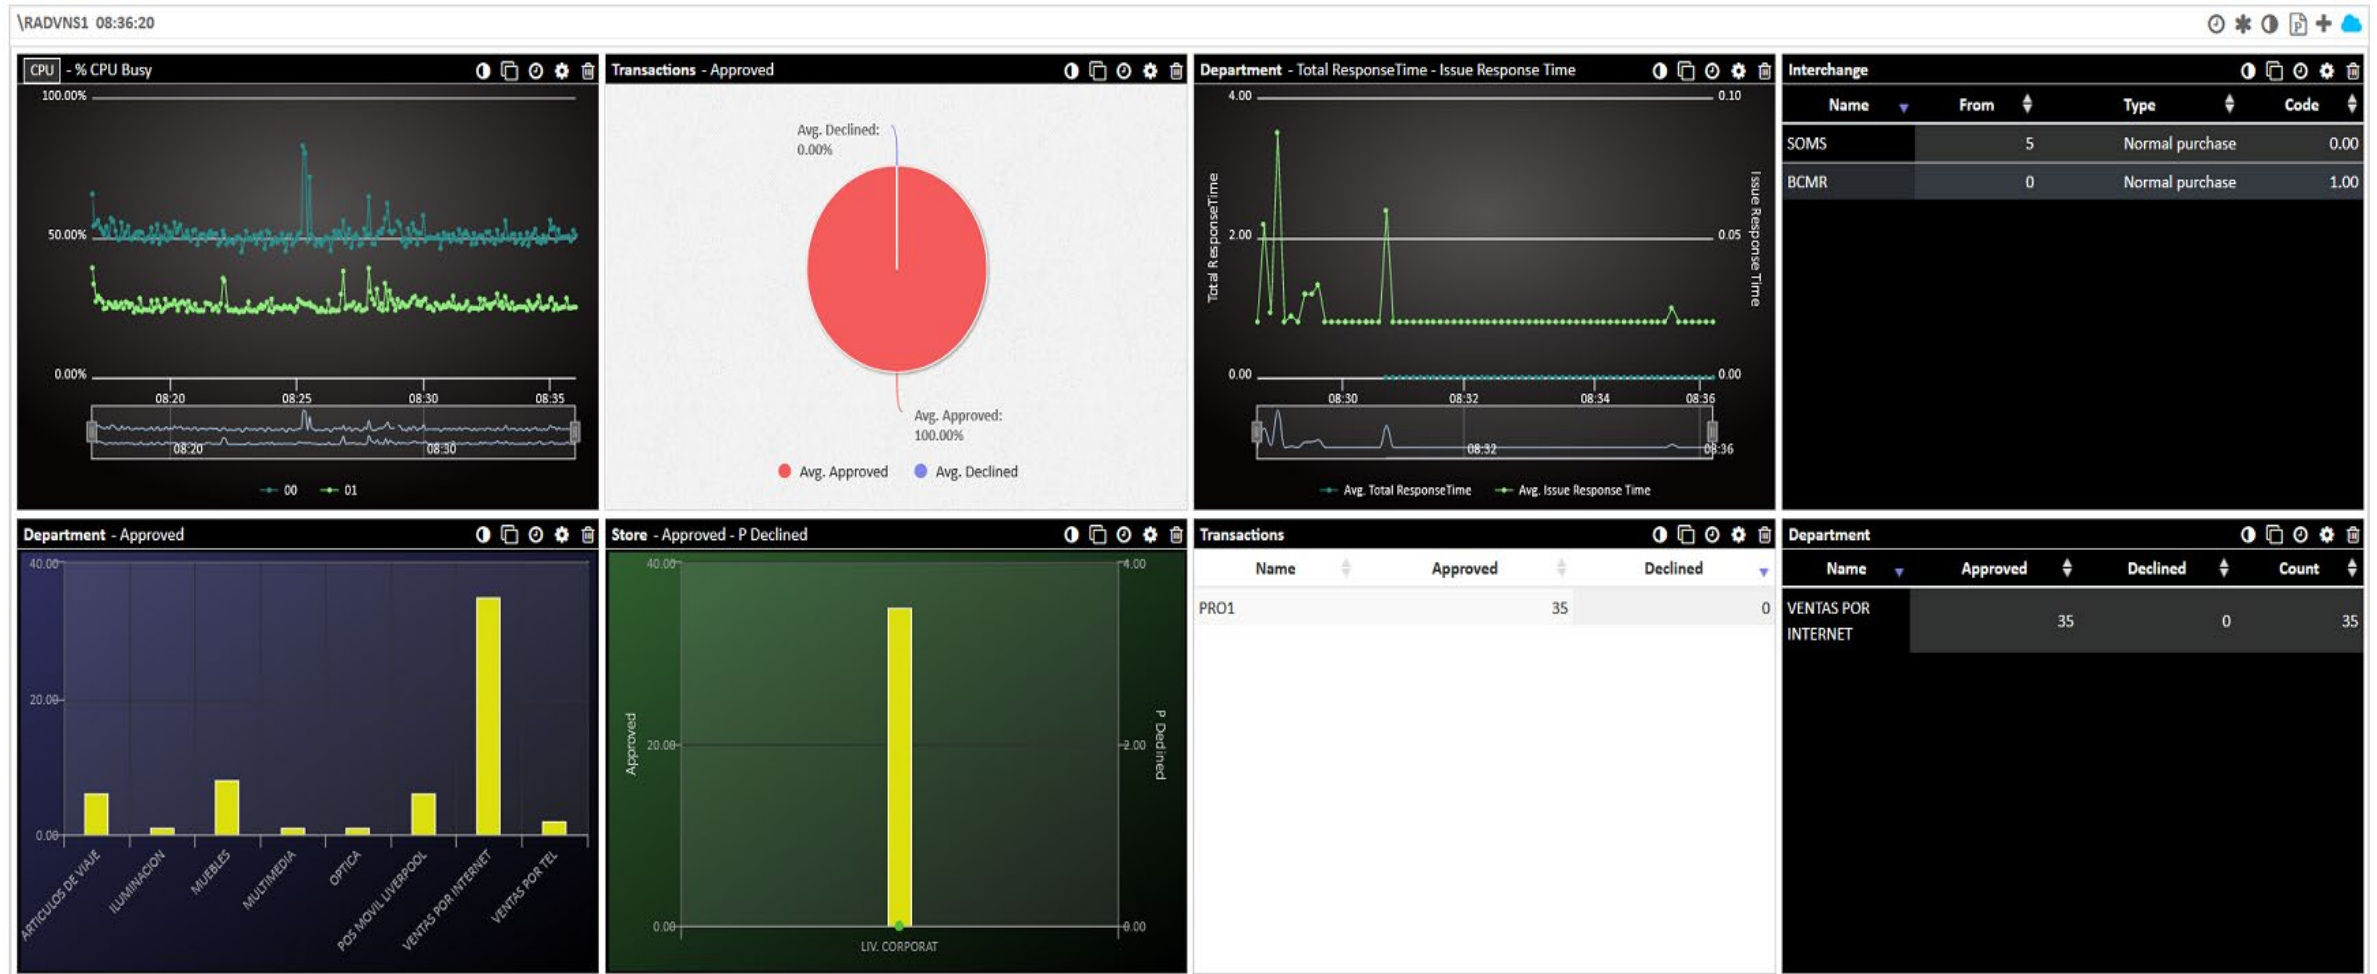 \RADVNS1 08:36:20
CPU - % CPU Busy
100.00%
50.00%
0.00%
08:20 08:25 08:30 08:35
08:20 08:30
00 01
Transactions - Approved
Avg. Declined:
0.00%
Avg. Approved:
100.00%
Avg. Approved Avg. Declined
Department - Total ResponseTime - Issue Response Time
4.00 0.10
2.00 0.05
0.00 0.00
Total ResponseTime
Issue Response Time
08:30 08:32 08:34 08:36
08:32 08:36
Avg. Total ResponseTime Avg. Issue Response Time
Interchange
Name From Type Code
SOMS 5 Normal purchase 0.00
BCMR 0 Normal purchase 1.00
Department - Approved
40.00
20.00
0.00
ARTICULOS DE VIAJE
ILUMINACION
MUEBLES
MULTIMEDIA
OPTICA
POS MOVIL LIVERPOOL
VENTAS POR INTERNET
VENTAS POR TEL
Store - Approved - P Declined
40.00 4.00
20.00 2.00
0.00 0.00
Approved
P Declined
LIV. CORPORAT
Transactions
Name Approved Declined
PRO1 35 0
Department
Name Approved Declined Count
VENTAS POR
INTERNET 35 0 35